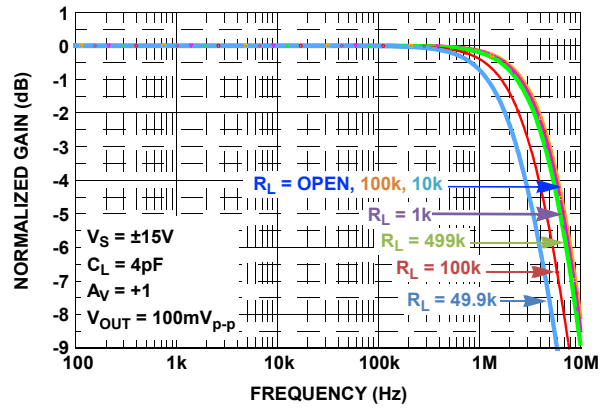 NORMALIZED GAIN (dB)
1
0
-1
-2
-3
-4
-5
-6
-7
-8
-9
RL = OPEN, 100k, 10k
RL = 1k
RL = 499k
RL = 100k
RL = 49.9k
VS = ±15V
CL = 4pF
AV = +1
VOUT = 100mVp-p
100 1k 10k 100k 1M 10M
FREQUENCY (Hz)